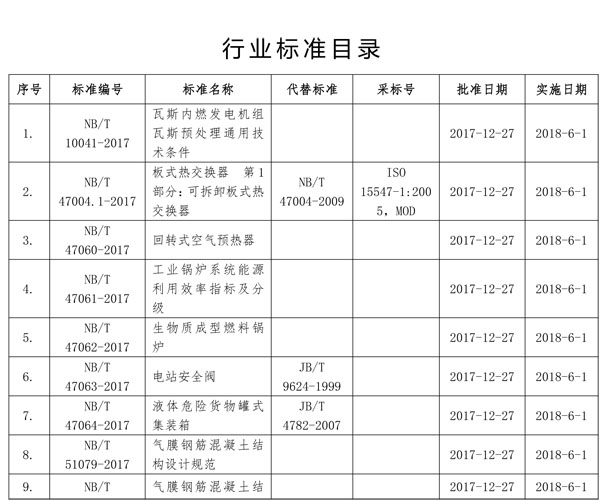 行业标准目录
序号 标准编号 标准名称 代替标准 采标号 批准日期 实施日期
1. NB/T 10041-2017 瓦斯内燃发电机组瓦斯预处理通用技术条件 2017-12-27 2018-6-1
2. NB/T 47004.1-2017 板式热交换器 第1部分：可拆卸板式热交换器 NB/T 47004-2009 ISO 15547-1:2005，MOD 2017-12-27 2018-6-1
3. NB/T 47060-2017 回转式空气预热器 2017-12-27 2018-6-1
4. NB/T 47061-2017 工业锅炉系统能源利用效率指标及分级 2017-12-27 2018-6-1
5. NB/T 47062-2017 生物质成型燃料锅炉 2017-12-27 2018-6-1
6. NB/T 47063-2017 电站安全阀 JB/T 9624-1999 2017-12-27 2018-6-1
7. NB/T 47064-2017 液体危险货物罐式集装箱 JB/T 4782-2007 2017-12-27 2018-6-1
8. NB/T 51079-2017 气膜钢筋混凝土结构设计规范 2017-12-27 2018-6-1
9. NB/T 气膜钢筋混凝土结 2017-12-27 2018-6-1